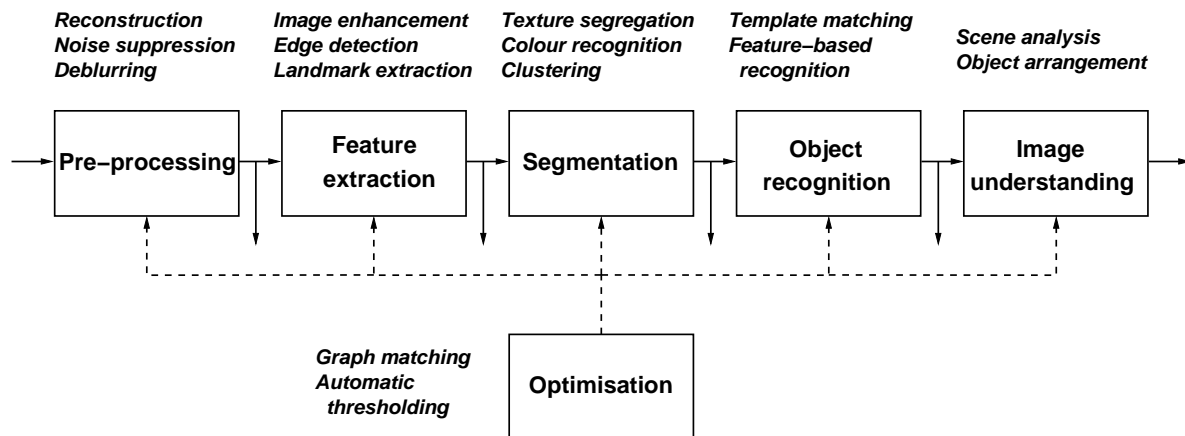 Reconstruction
Noise suppression
Deblurring
Image enhancement
Edge detection
Landmark extraction
Texture segregation
Colour recognition
Clustering
Template matching
Feature–based
recognition
Scene analysis
Object arrangement
Pre–processing
Feature
extraction
Segmentation
Object
recognition
Image
understanding
Graph matching
Automatic
thresholding
Optimisation